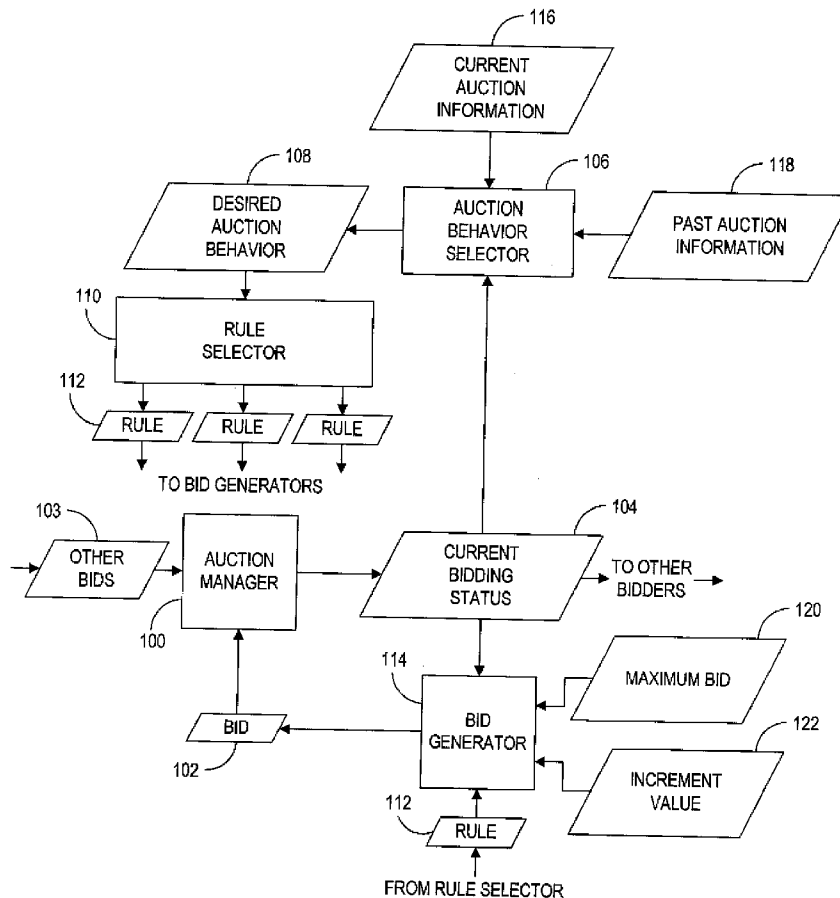 116
CURRENT
AUCTION
INFORMATION
108
DESIRED
AUCTION
BEHAVIOR
106
AUCTION
BEHAVIOR
SELECTOR
118
PAST AUCTION
INFORMATION
110
RULE
SELECTOR
112
RULE RULE RULE
TO BID GENERATORS
103
OTHER
BIDS
AUCTION
MANAGER
100
104
CURRENT
BIDDING
STATUS
TO OTHER
BIDDERS
120
MAXIMUM BID
114
BID
GENERATOR
BID
102
122
INCREMENT
VALUE
112
RULE
FROM RULE SELECTOR